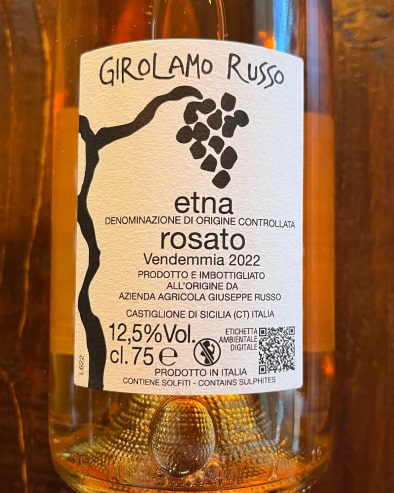 GIROLAMO RUSSO
etna
DENOMINAZIONE DI ORIGINE CONTROLLATA
rosato
Vendemmia 2022
PRODOTTO E IMBOTTIGLIATO
ALL'ORIGINE DA
AZIENDA AGRICOLA GIUSEPPE RUSSO
CASTIGLIONE DI SICILIA (CT) ITALIA
12,5%Vol.
cl. 75 e
ETICHETTA
AMBIENTALE
DIGITALE
PRODOTTO IN ITALIA
CONTIENE SOLFITI - CONTAINS SULPHITES
L.622